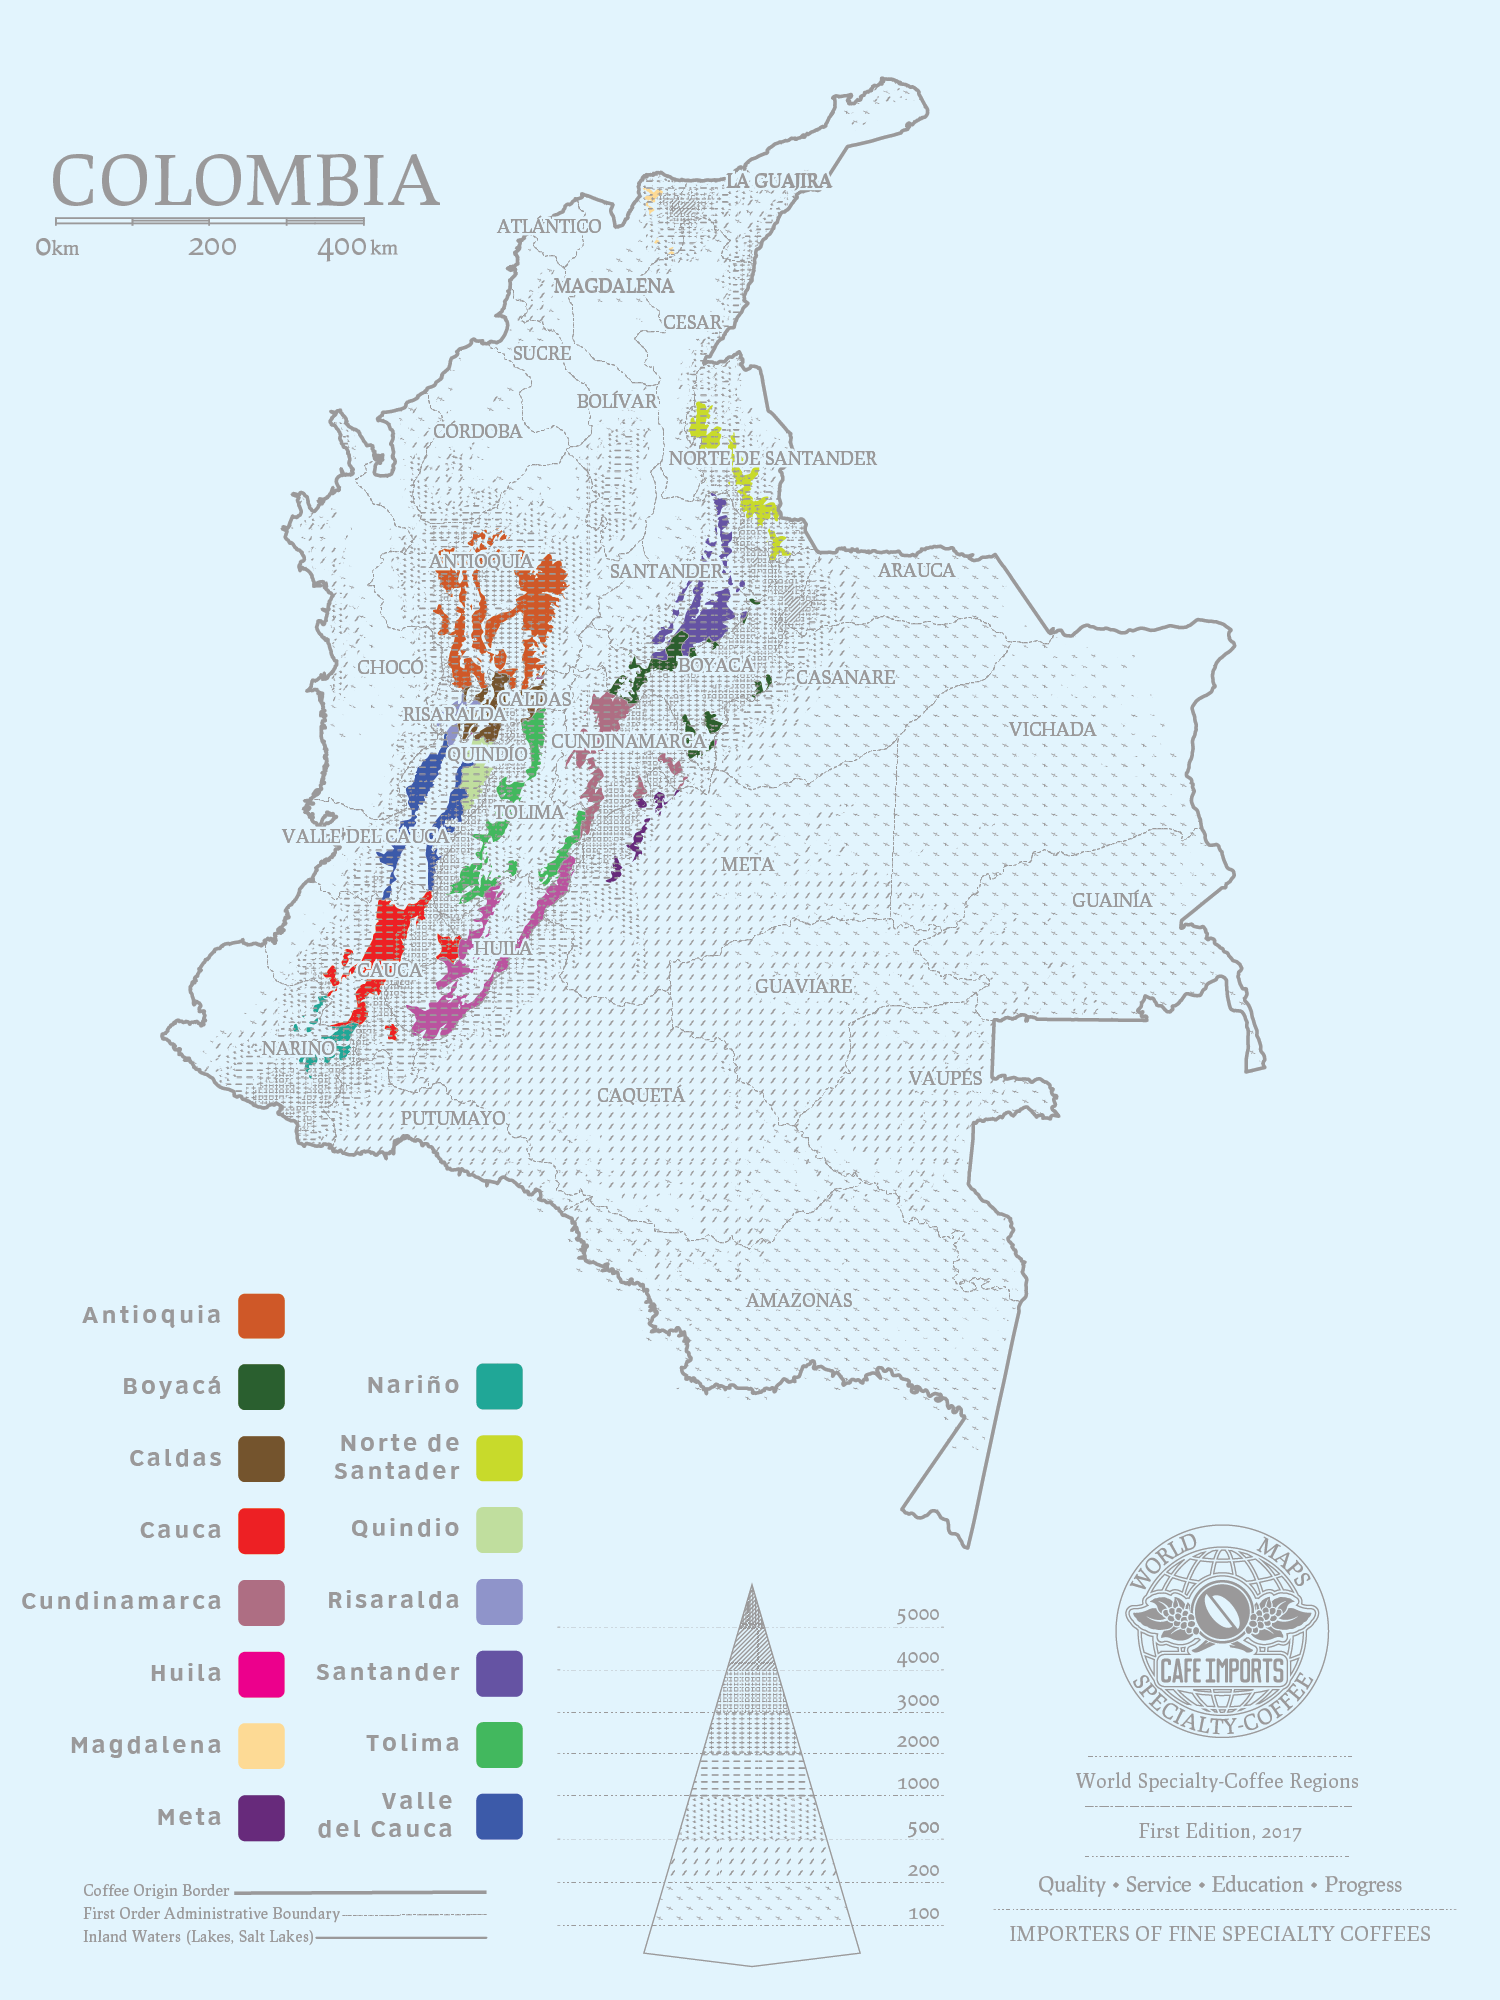 COLOMBIA
0km 200 400 km
LA GUAJIRA
ATLÁNTICO
MAGDALENA
CESAR
SUCRE
BOLÍVAR
CÓRDOBA
NORTE DE SANTANDER
ANTIOQUIA
SANTANDER
ARAUCA
CHOCÓ
BOYACÁ
CASANARE
CALDAS
RISARALDA
VICHADA
CUNDINAMARCA
QUINDÍO
TOLIMA
VALLE DEL CAUCA
META
GUAINÍA
HUILA
CAUCA
GUAVIARE
NARIÑO
VAUPÉS
CAQUETÁ
PUTUMAYO
AMAZONAS
Antioquia
Boyacá
Caldas
Cauca
Cundinamarca
Huila
Magdalena
Meta
Nariño
Norte de
Santader
Quindio
Risaralda
Santander
Tolima
Valle
del Cauca
Coffee Origin Border
First Order Administrative Boundary
Inland Waters (Lakes, Salt Lakes)
5000
4000
3000
2000
1000
500
200
100
WORLD MAPS
CAFE IMPORTS
SPECIALTY-COFFEE
World Specialty-Coffee Regions
First Edition, 2017
Quality • Service • Education • Progress
IMPORTERS OF FINE SPECIALTY COFFEES